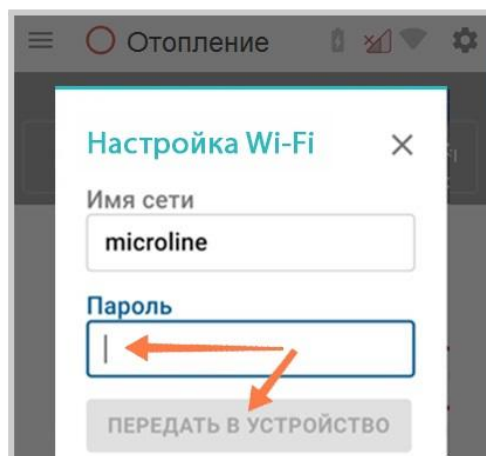 Отопление
Настройка Wi-Fi
Имя сети
microline
Пароль
ПЕРЕДАТЬ В УСТРОЙСТВО